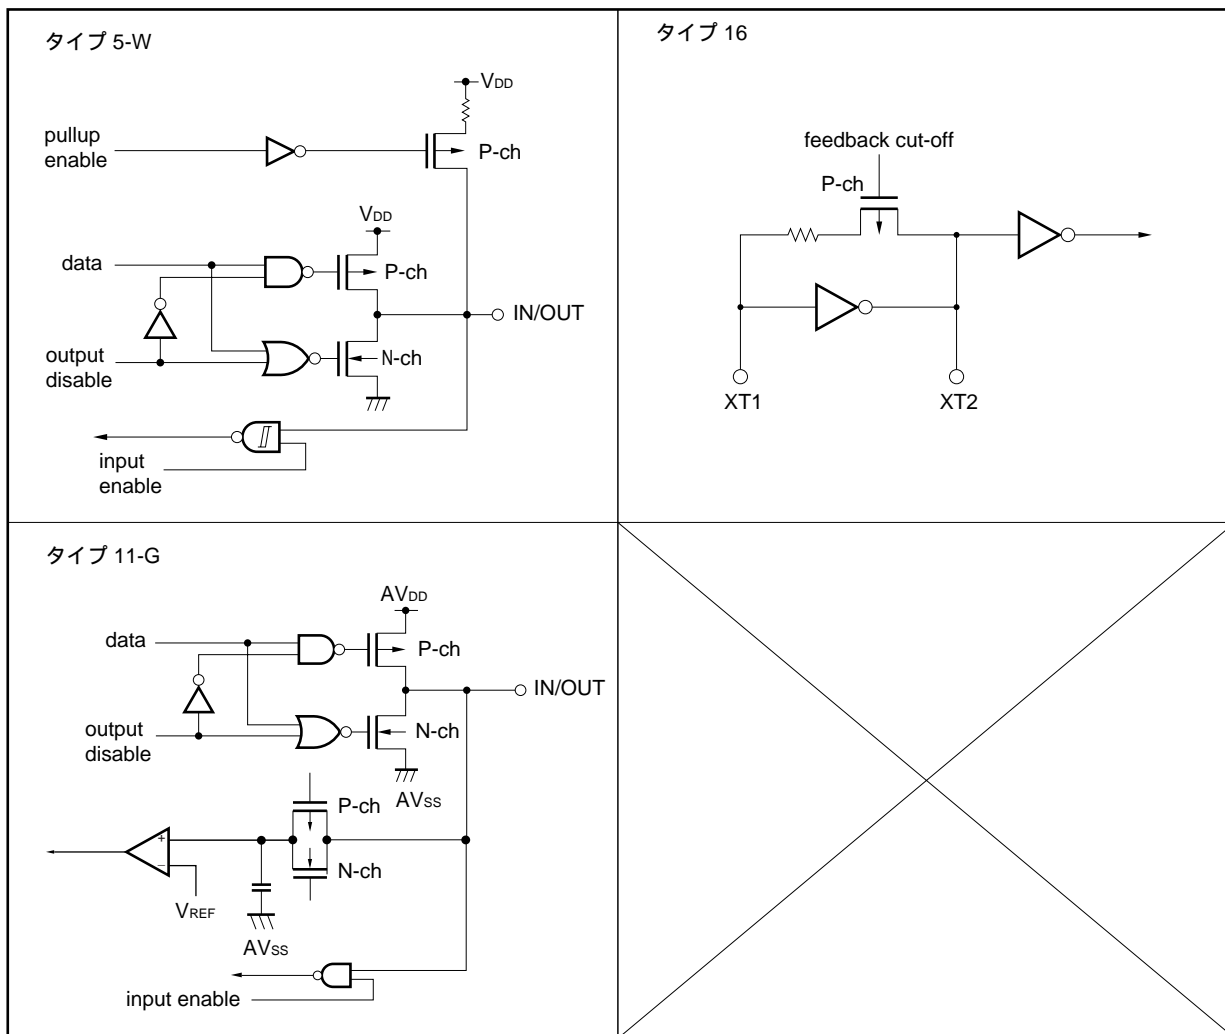 タイプ 5-W
VDD
pullup
enable
P-ch
VDD
data
P-ch
IN/OUT
output
disable
N-ch
input
enable
タイプ 16
feedback cut-off
P-ch
XT1
XT2
タイプ 11-G
AVDD
data
P-ch
IN/OUT
output
disable
N-ch
AVSS
P-ch
+
−
N-ch
VREF
AVSS
input enable